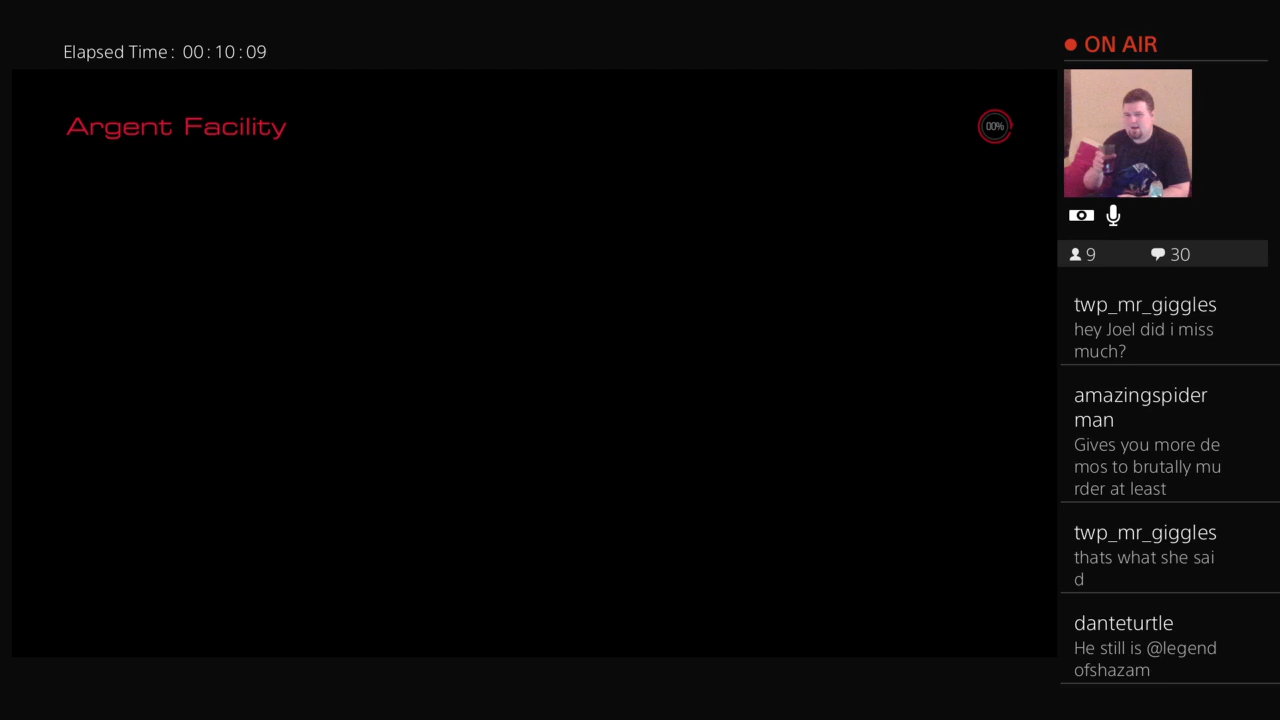 Elapsed Time: 00:10:09
ON AIR
Argent Facility
00%
9
30
twp_mr_giggles
hey Joel did i miss
much?
amazingspider
man
Gives you more de
mos to brutally mu
rder at least
twp_mr_giggles
thats what she sai
d
danteturtle
He still is @legend
ofshazam